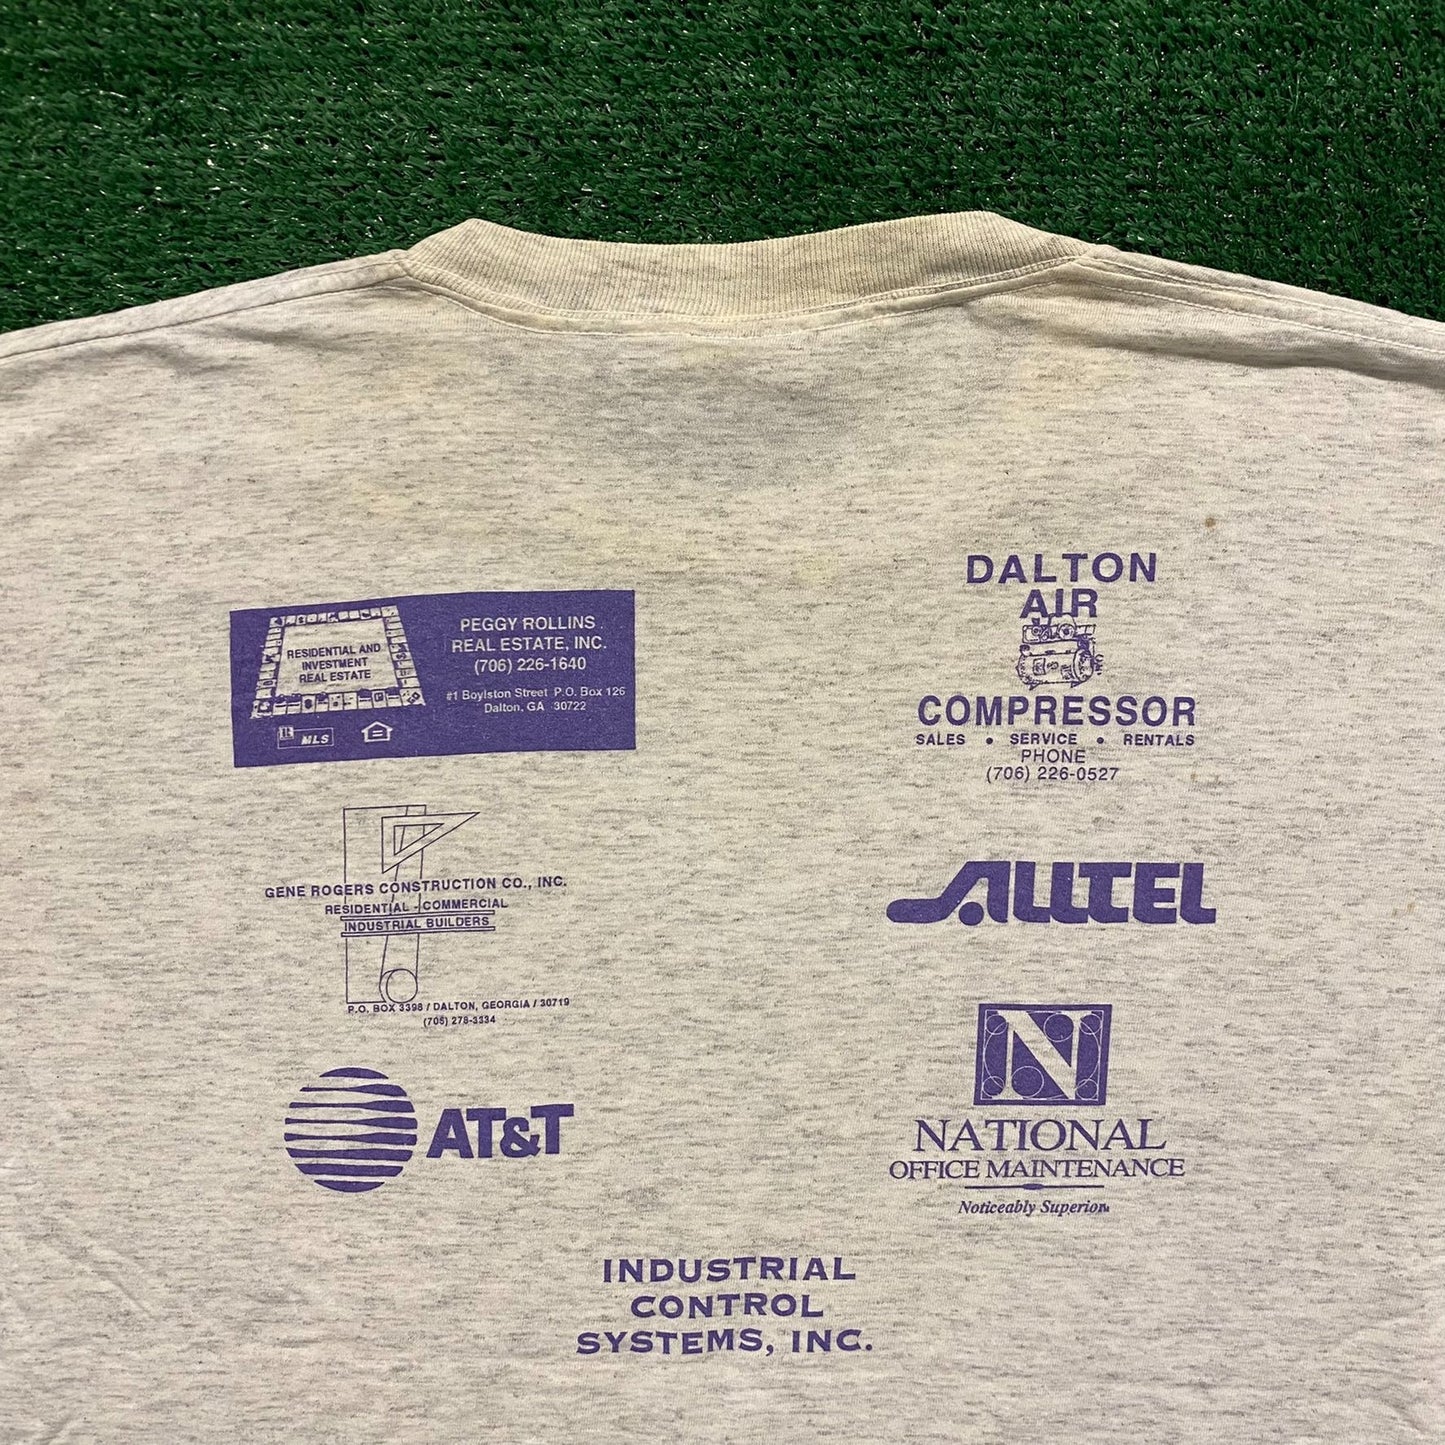 RESIDENTIAL AND
INVESTMENT
REAL ESTATE
MLS
PEGGY ROLLINS
REAL ESTATE, INC.
(706) 226-1640
#1 Boylston Street P.O. Box 126
Dalton, GA 30722
DALTON
AIR
COMPRESSOR
SALES • SERVICE • RENTALS
PHONE
(706) 226-0527
GENE ROGERS CONSTRUCTION CO., INC.
RESIDENTIAL - COMMERCIAL
INDUSTRIAL BUILDERS
P.O. BOX 3398 / DALTON, GEORGIA / 30719
(706) 278-3334
ALLTEL
AT&T
N
NATIONAL
OFFICE MAINTENANCE
Noticeably Superior
INDUSTRIAL
CONTROL
SYSTEMS, INC.